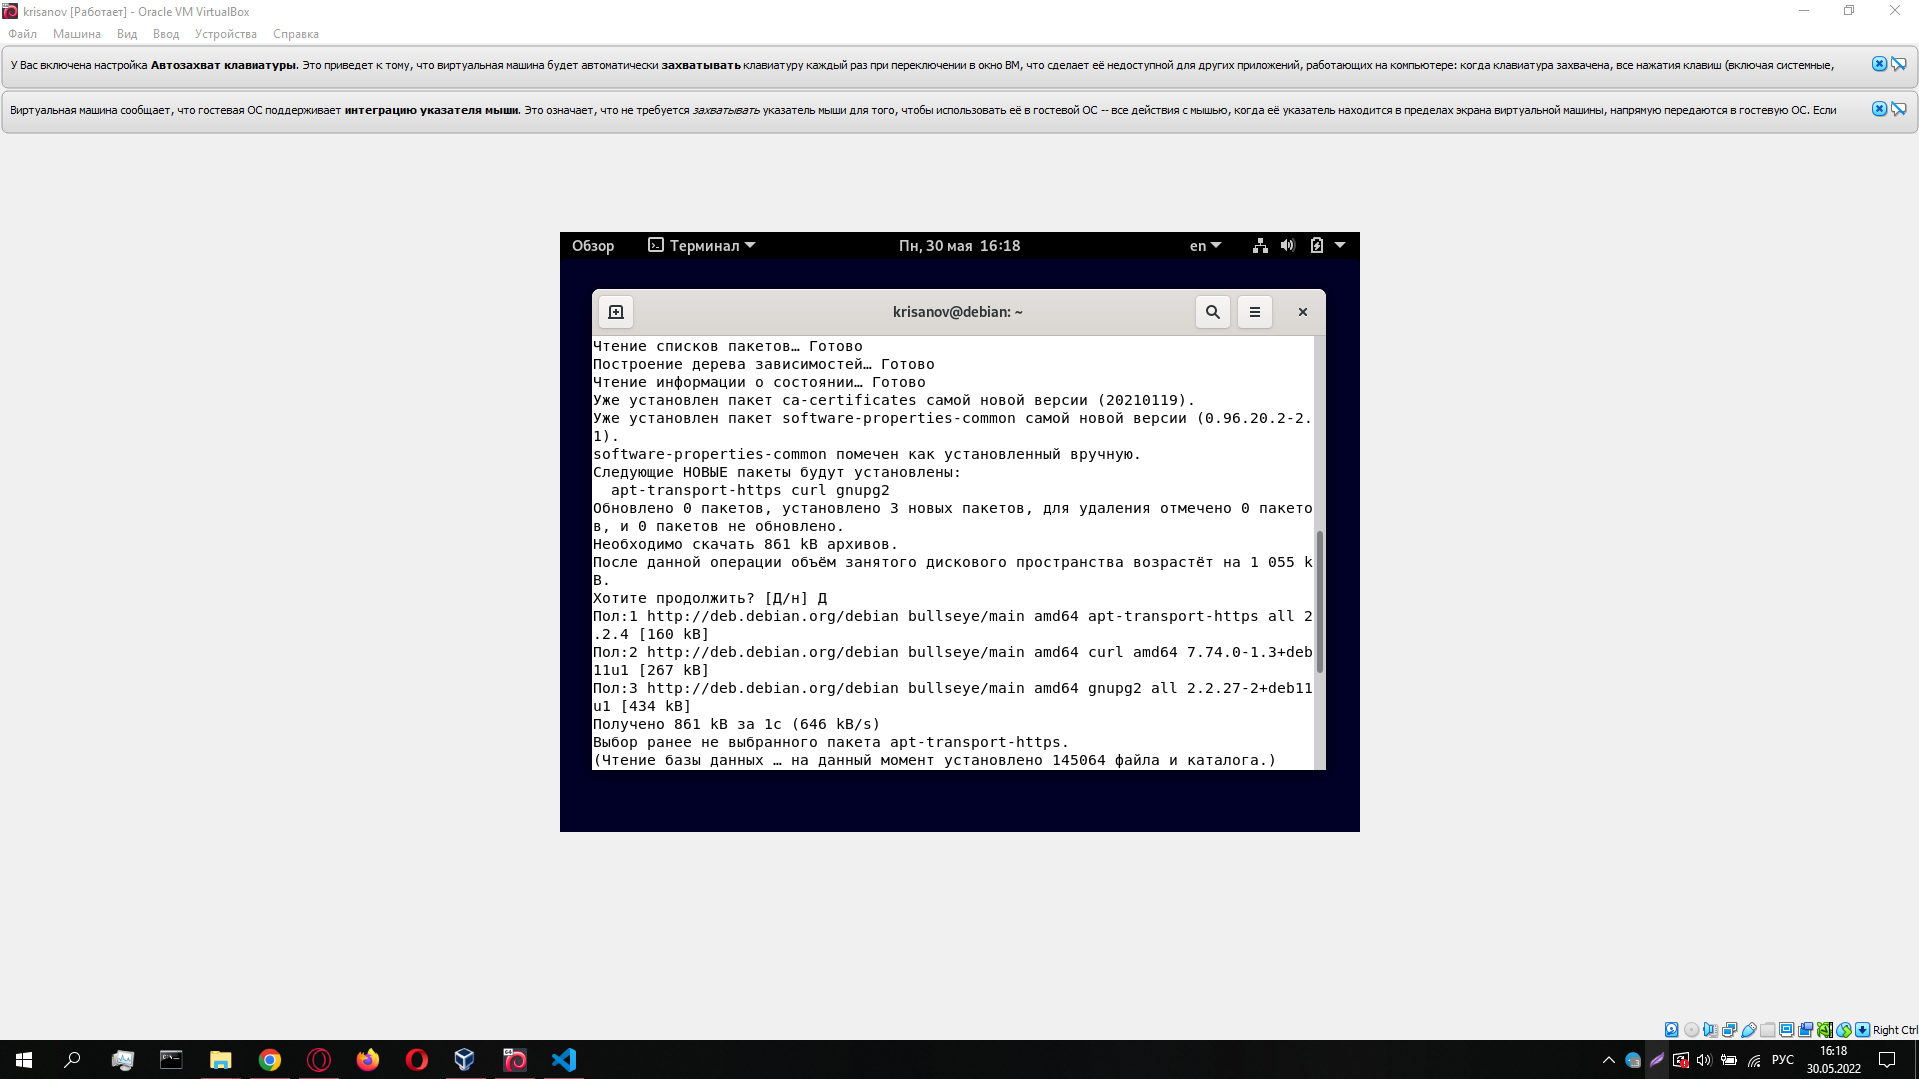 krisanov [Работает] - Oracle VM VirtualBox
Файл Машина Вид Ввод Устройства Справка
У Вас включена настройка Автозахват клавиатуры. Это приведет к тому, что виртуальная машина будет автоматически захватывать клавиатуру каждый раз при переключении в окно ВМ, что сделает её недоступной для других приложений, работающих на компьютере: когда клавиатура захвачена, все нажатия клавиш (включая системные,
Виртуальная машина сообщает, что гостевая ОС поддерживает интеграцию указателя мыши. Это означает, что не требуется захватывать указатель мыши для того, чтобы использовать её в гостевой ОС -- все действия с мышью, когда её указатель находится в пределах экрана виртуальной машины, напрямую передаются в гостевую ОС. Если
Обзор Терминал Пн, 30 мая 16:18 en
krisanov@debian: ~
Чтение списков пакетов… Готово
Построение дерева зависимостей… Готово
Чтение информации о состоянии… Готово
Уже установлен пакет ca-certificates самой новой версии (20210119).
Уже установлен пакет software-properties-common самой новой версии (0.96.20.2-2.
1).
software-properties-common помечен как установленный вручную.
Следующие НОВЫЕ пакеты будут установлены:
apt-transport-https curl gnupg2
Обновлено 0 пакетов, установлено 3 новых пакетов, для удаления отмечено 0 пакето
в, и 0 пакетов не обновлено.
Необходимо скачать 861 kB архивов.
После данной операции объём занятого дискового пространства возрастёт на 1 055 k
B.
Хотите продолжить? [Д/н] Д
Пол:1 http://deb.debian.org/debian bullseye/main amd64 apt-transport-https all 2
.2.4 [160 kB]
Пол:2 http://deb.debian.org/debian bullseye/main amd64 curl amd64 7.74.0-1.3+deb
11u1 [267 kB]
Пол:3 http://deb.debian.org/debian bullseye/main amd64 gnupg2 all 2.2.27-2+deb11
u1 [434 kB]
Получено 861 kB за 1с (646 kB/s)
Выбор ранее не выбранного пакета apt-transport-https.
(Чтение базы данных … на данный момент установлено 145064 файла и каталога.)
Right Ctrl
РУС
16:18
30.05.2022